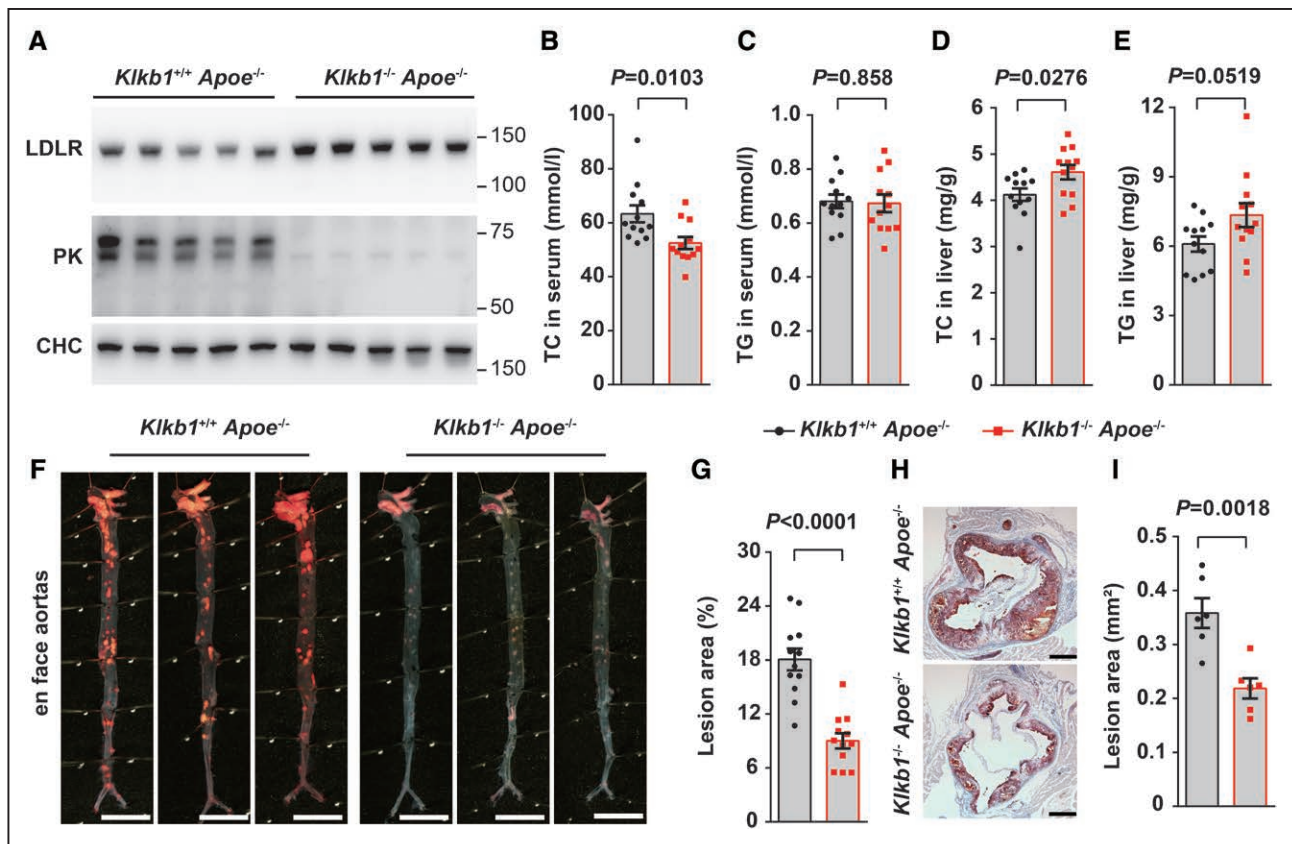 A
Klkb1+/+ Apoe-/-
Klkb1-/- Apoe-/-
LDLR
150
100
PK
75
50
CHC
150
B
P=0.0103
TC in serum (mmol/l)
100
80
60
40
20
0
C
P=0.858
TG in serum (mmol/l)
1.0
0.8
0.6
0.4
0.2
0
D
P=0.0276
TC in liver (mg/g)
6
5
4
3
2
1
0
E
P=0.0519
TG in liver (mg/g)
12
9
6
3
0
Klkb1+/+ Apoe-/-
Klkb1-/- Apoe-/-
F
Klkb1+/+ Apoe-/-
Klkb1-/- Apoe-/-
en face aortas
G
P<0.0001
Lesion area (%)
30
24
18
12
6
0
H
Klkb1+/+ Apoe-/-
Klkb1-/- Apoe-/-
I
P=0.0018
Lesion area (mm²)
0.5
0.4
0.3
0.2
0.1
0